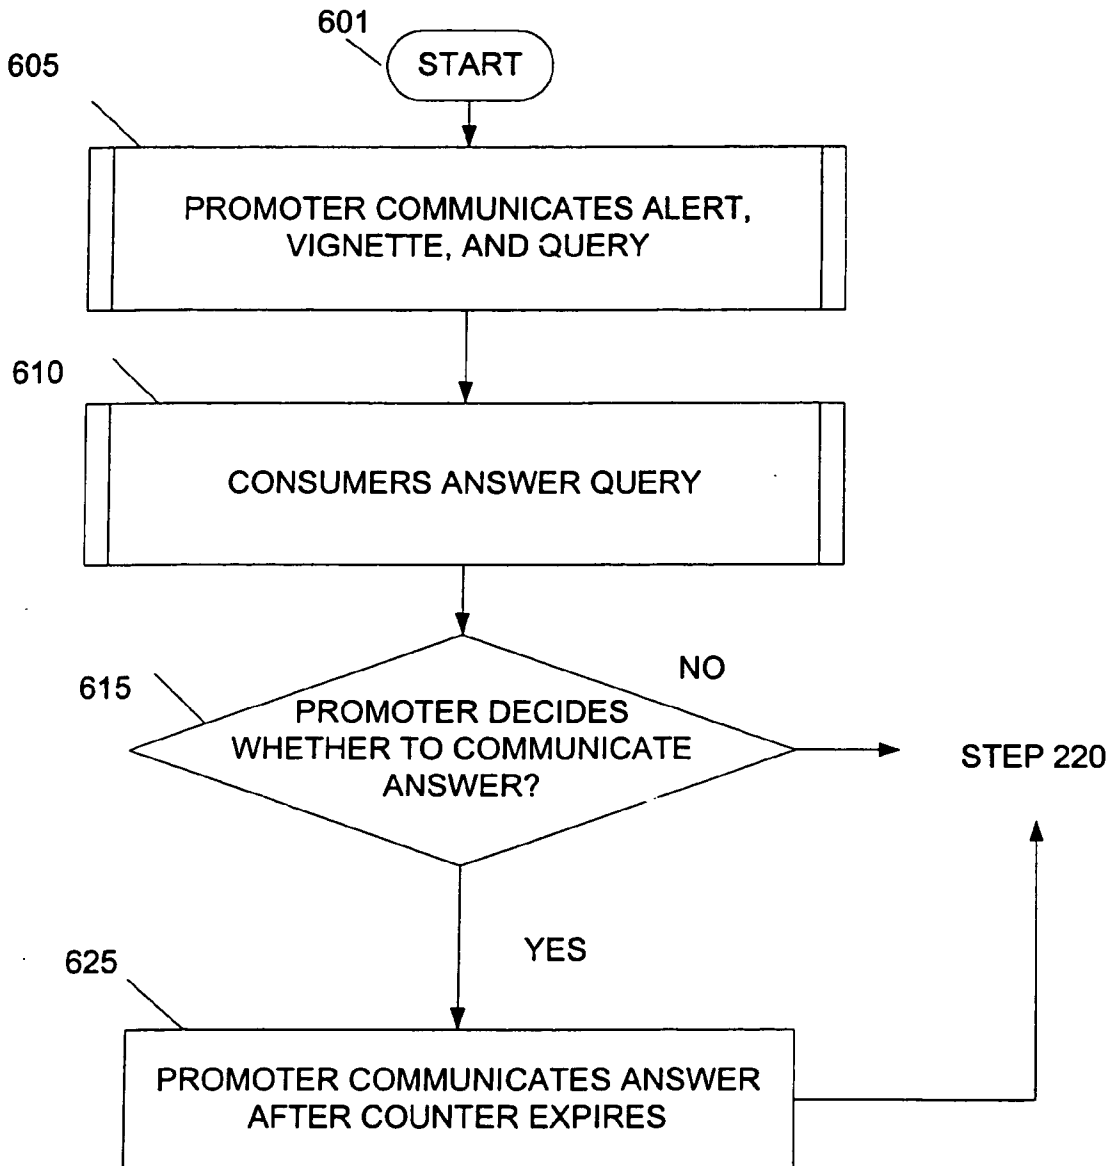 601
START
605
PROMOTER COMMUNICATES ALERT,
VIGNETTE, AND QUERY
610
CONSUMERS ANSWER QUERY
NO
615
PROMOTER DECIDES
WHETHER TO COMMUNICATE
ANSWER?
STEP 220
YES
625
PROMOTER COMMUNICATES ANSWER
AFTER COUNTER EXPIRES